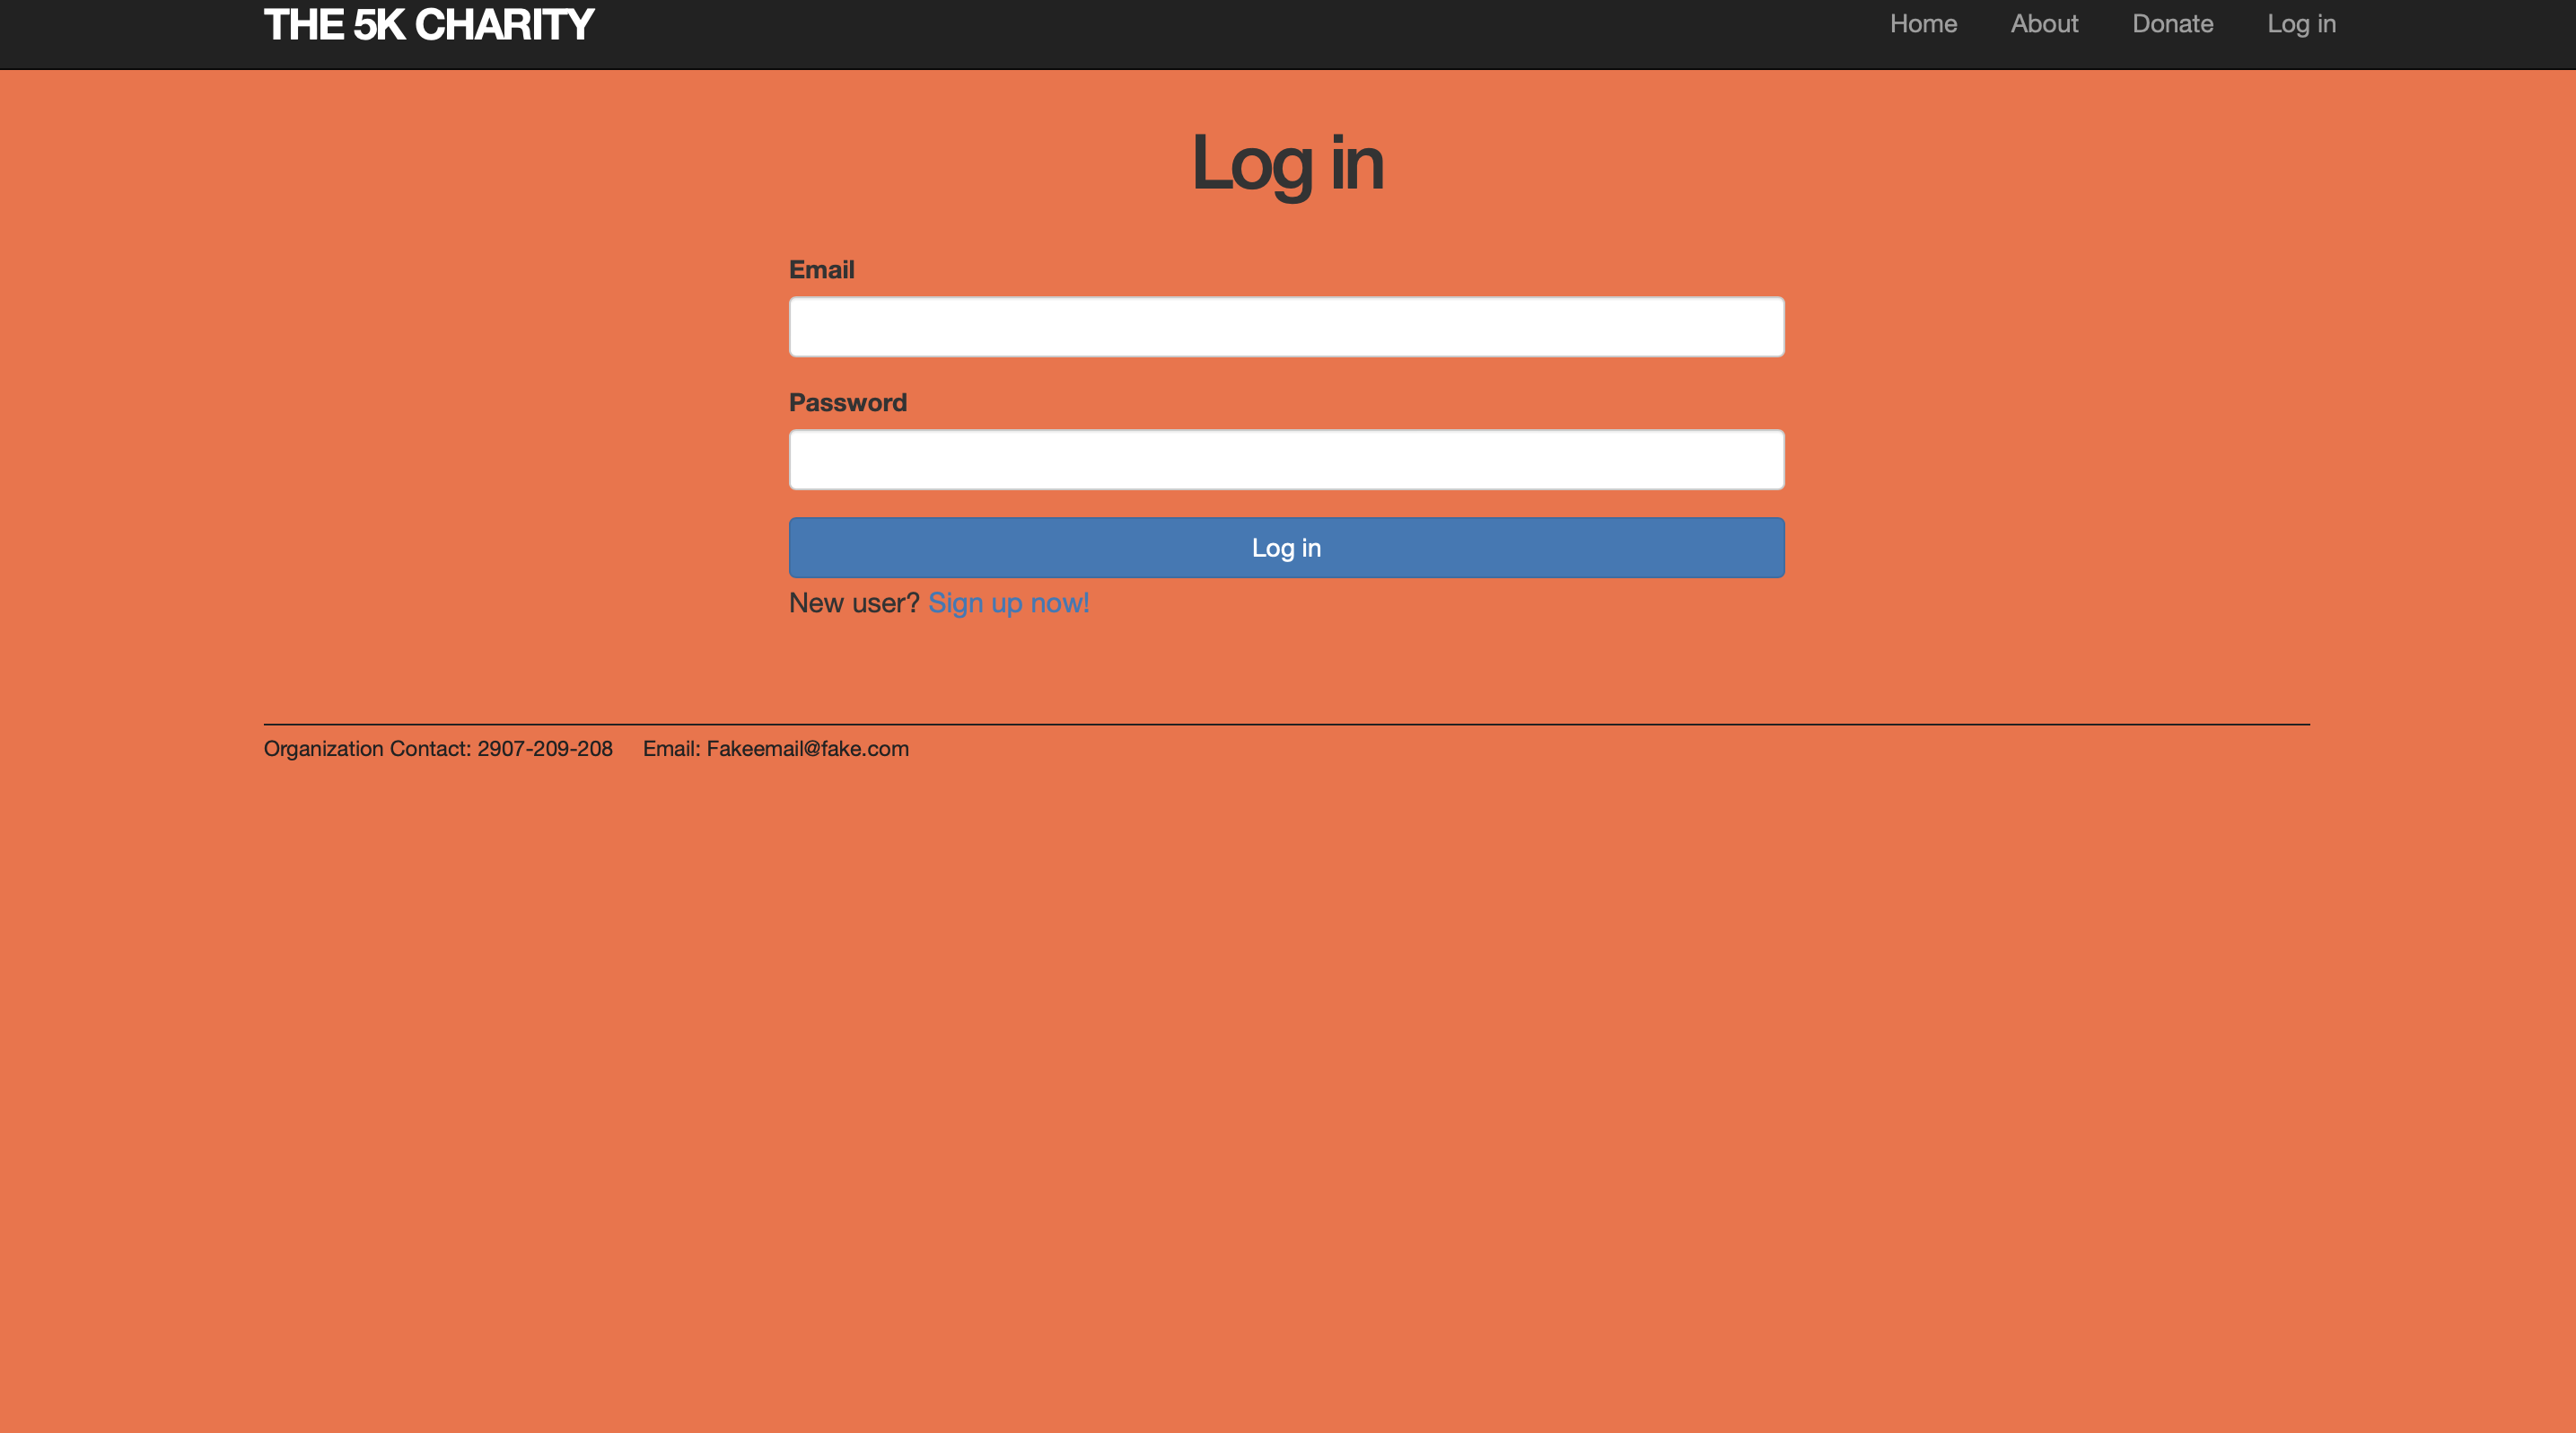 THE 5K CHARITY
Home About Donate Log in
Log in
Email
Password
Log in
New user? Sign up now!
Organization Contact: 2907-209-208 Email: Fakeemail@fake.com